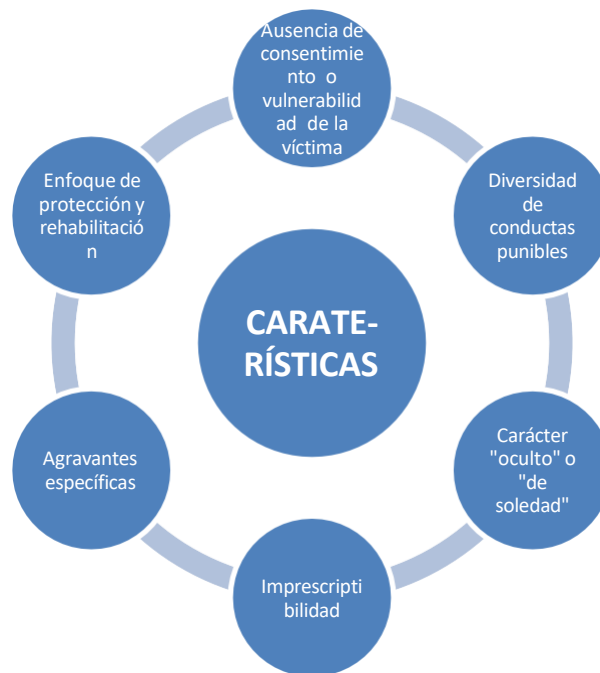 Ausencia de
consentimie
nto o
vulnerabilid
ad de la
víctima
Diversidad
de
conductas
punibles
Carácter
"oculto" o
"de
soledad"
Imprescripti
bilidad
Agravantes
específicas
Enfoque de
protección y
rehabilitació
n
CARATE-
RÍSTICAS